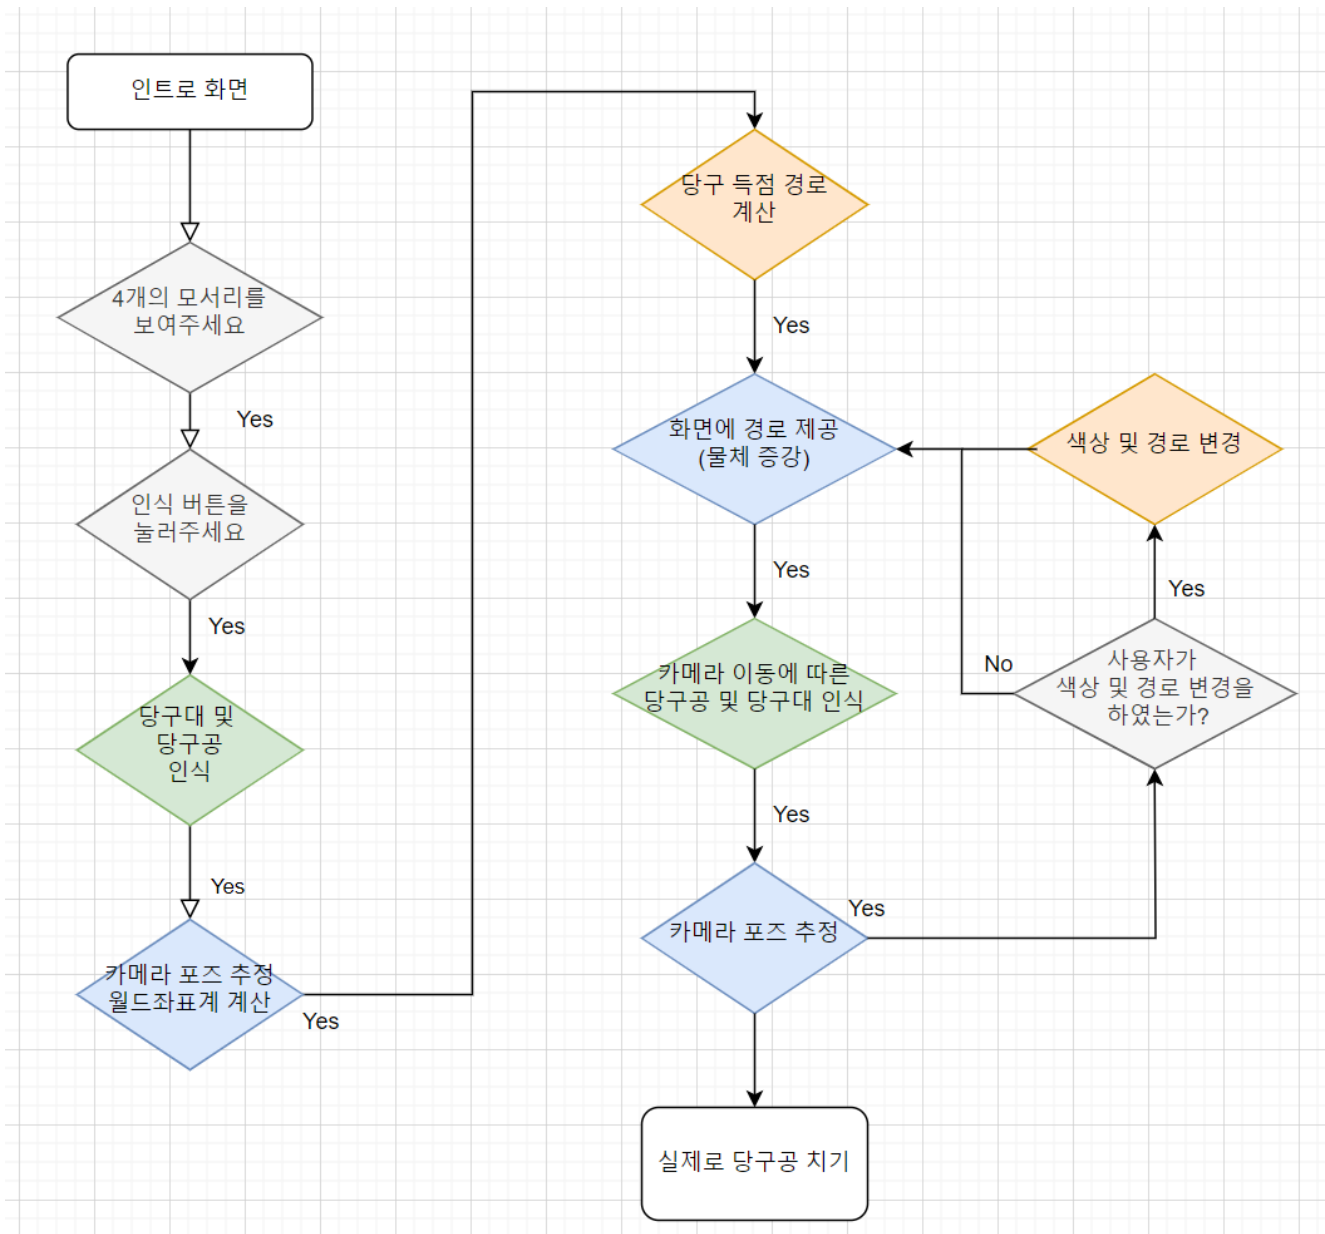 인트로 화면
4개의 모서리를
보여주세요
Yes
인식 버튼을
눌러주세요
Yes
당구대 및
당구공
인식
Yes
카메라 포즈 추정
월드좌표계 계산
Yes
당구 득점 경로
계산
Yes
화면에 경로 제공
(물체 증강)
Yes
카메라 이동에 따른
당구공 및 당구대 인식
Yes
카메라 포즈 추정
Yes
실제로 당구공 치기
사용자가
색상 및 경로 변경을
하였는가?
No
Yes
색상 및 경로 변경